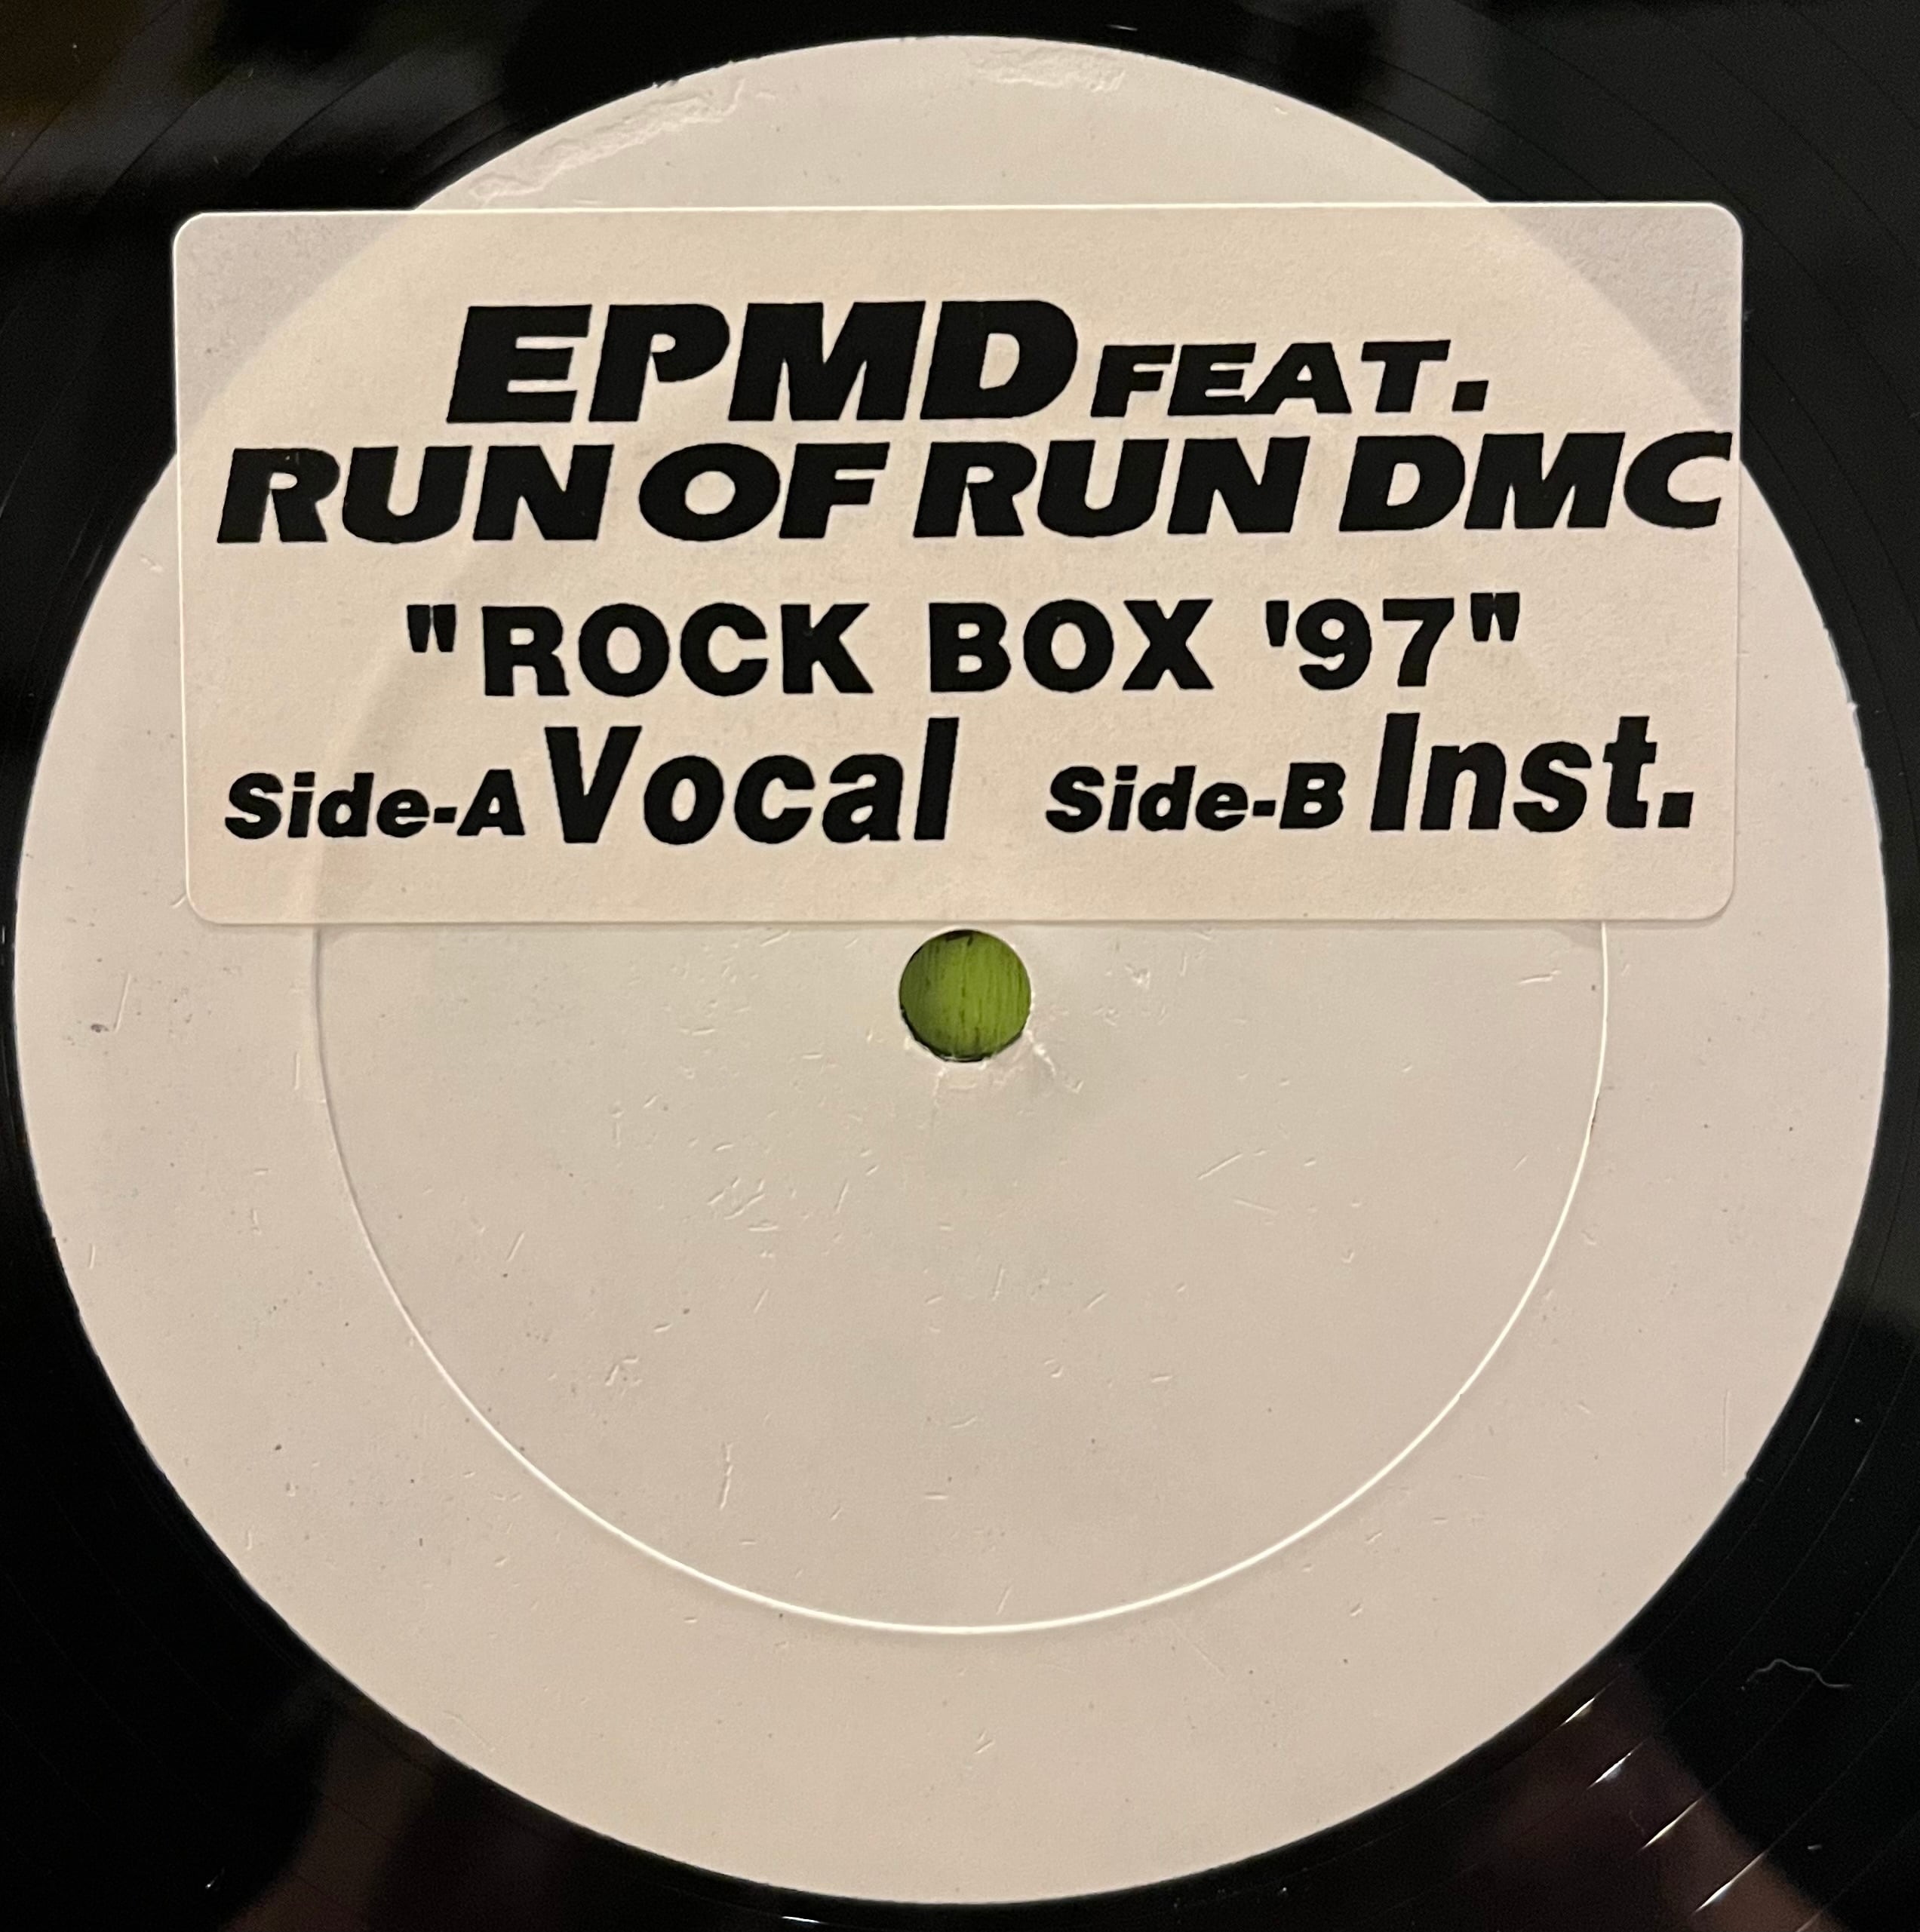 EPMD FEAT.
RUN OF RUN DMC
"ROCK BOX '97"
Side-A Vocal Side-B Inst.